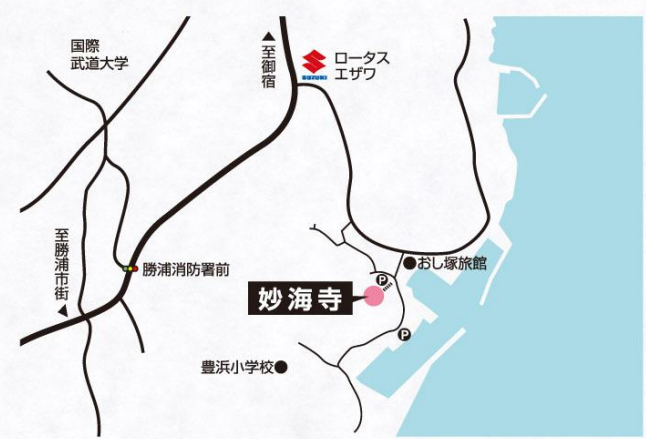 国際
武道大学
▲至御宿
SUZUKI
ロータス
エザワ
至勝浦市街▲
勝浦消防署前
おし塚旅館
P
妙海寺
P
豊浜小学校